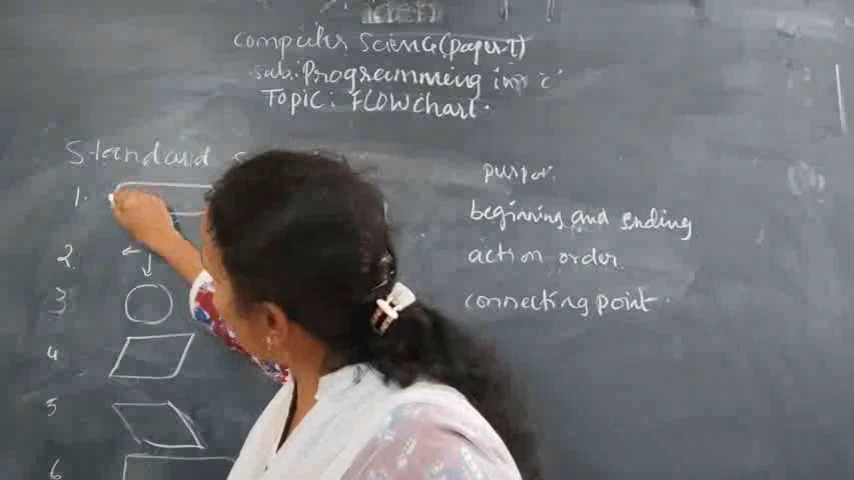 computer Science(paper1)
sub: Programming in 'c'
Topic: FLOWchart.
Standard
purpos
1. beginning and ending
2. action order
3 connecting point.
4
5
6